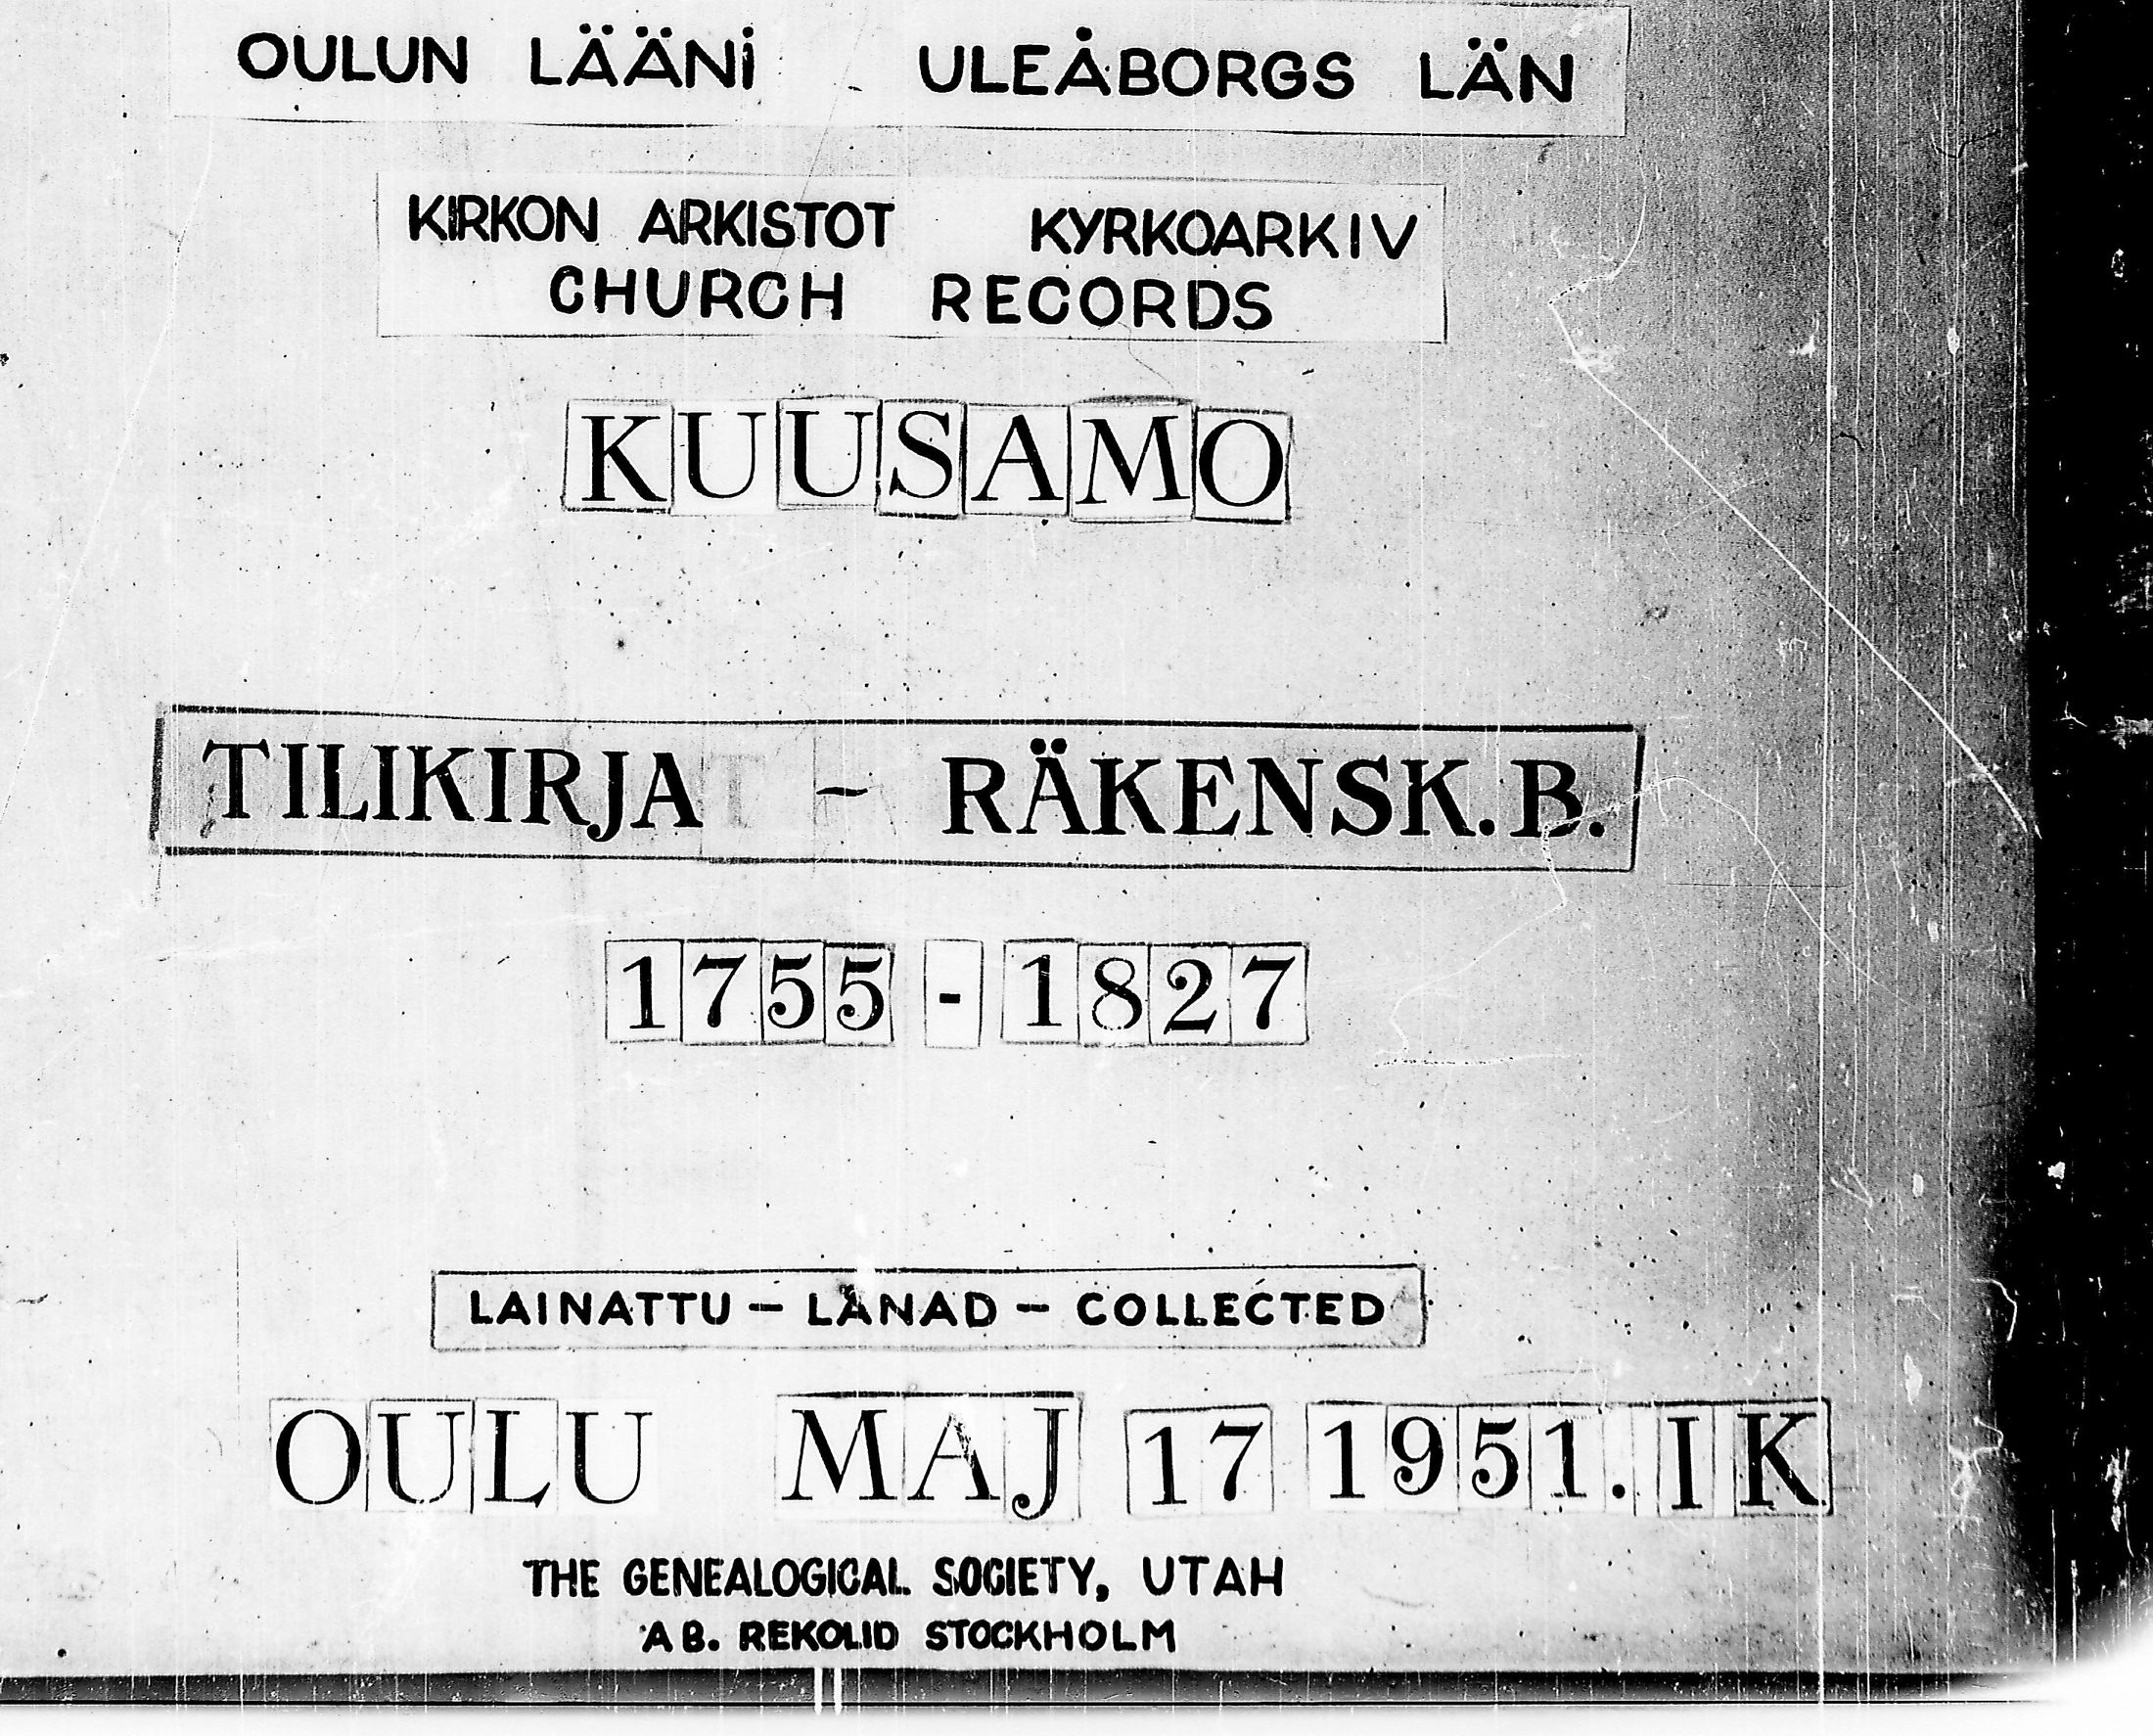 OULUN LÄÄNI ULEÅBORGS LÄN
KIRKON ARKISTOT KYRKOARKIV
CHURCH RECORDS
KUUSAMO
TILIKIRJAT - RÄKENSK.B.
1755 - 1827
LAINATTU - LÅNAD - COLLECTED
OULU MAJ 17 1951. IK
THE GENEALOGICAL SOCIETY, UTAH
AB. REKOLID STOCKHOLM